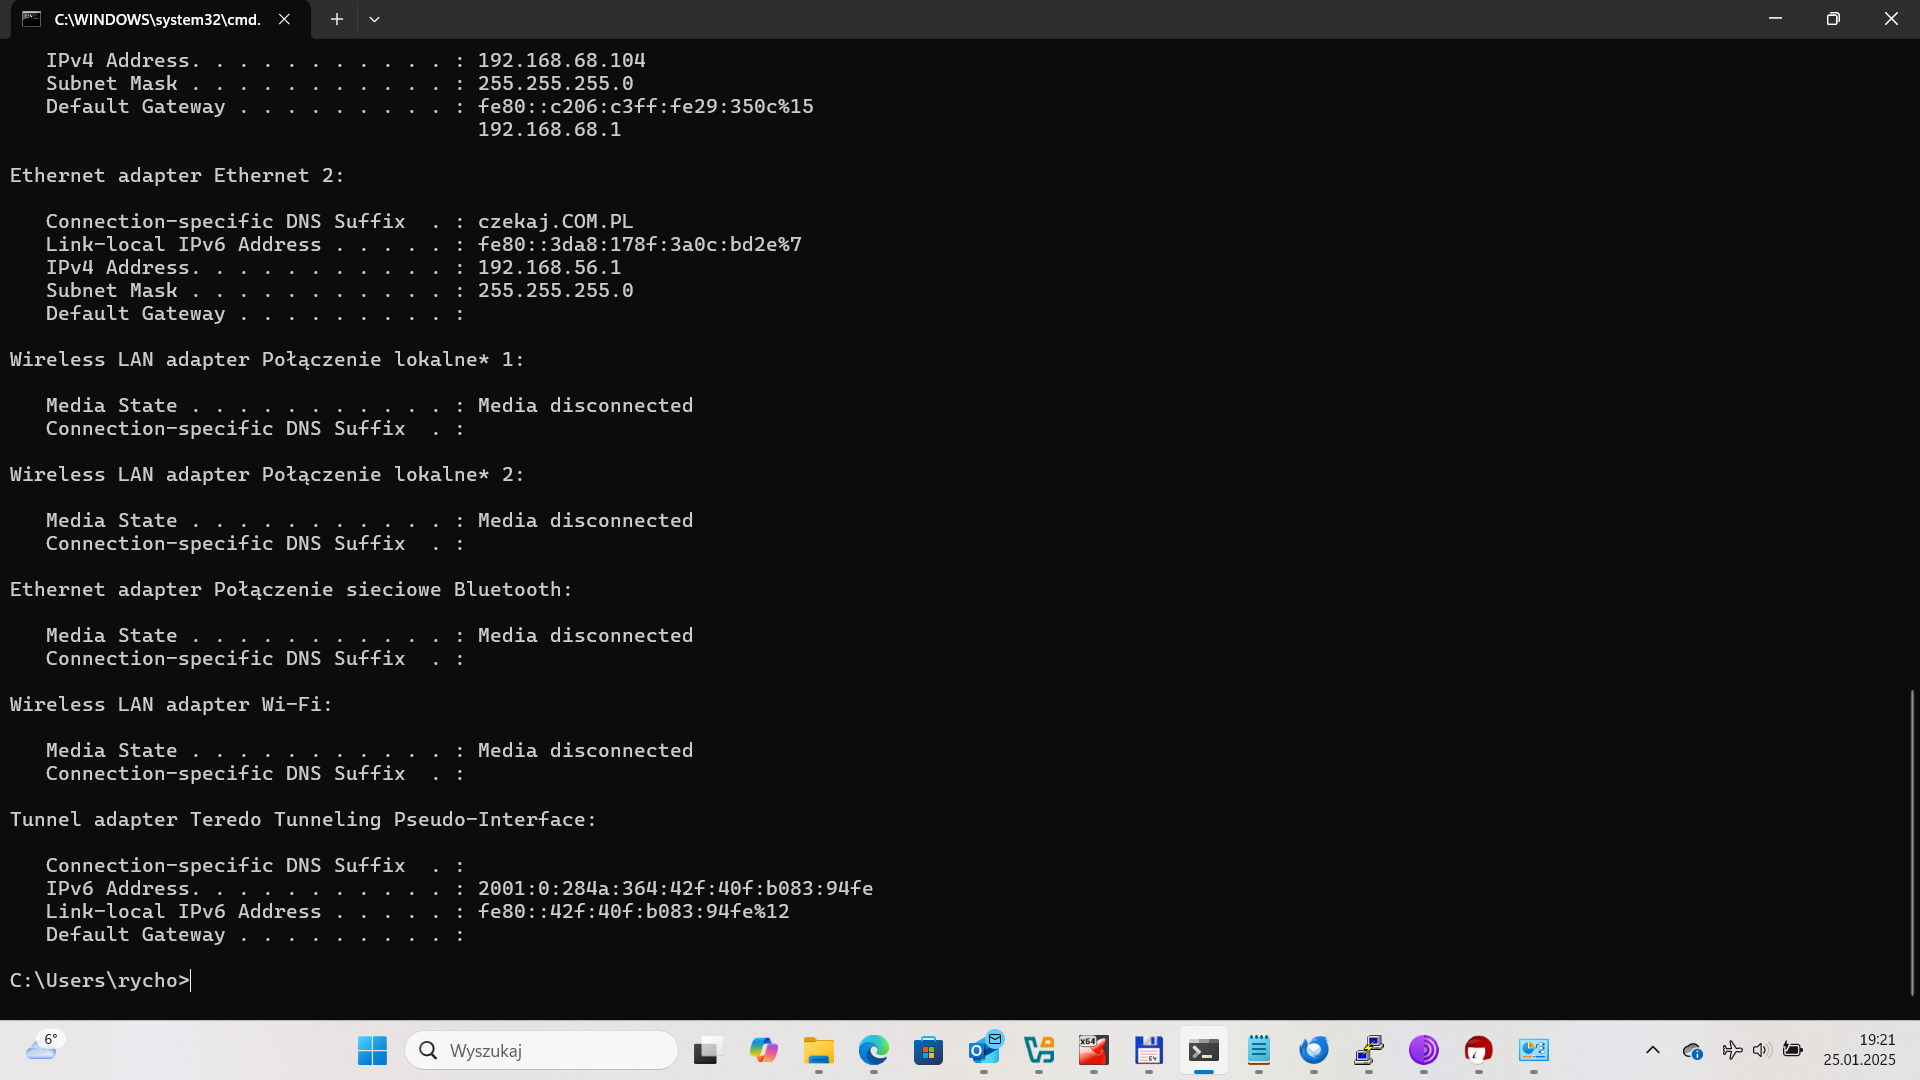 C:\WINDOWS\system32\cmd.
IPv4 Address. . . . . . . . . . . : 192.168.68.104
Subnet Mask . . . . . . . . . . . : 255.255.255.0
Default Gateway . . . . . . . . . : fe80::c206:c3ff:fe29:350c%15
192.168.68.1
Ethernet adapter Ethernet 2:
Connection-specific DNS Suffix  . : czekaj.COM.PL
Link-local IPv6 Address . . . . . : fe80::3da8:178f:3a0c:bd2e%7
IPv4 Address. . . . . . . . . . . : 192.168.56.1
Subnet Mask . . . . . . . . . . . : 255.255.255.0
Default Gateway . . . . . . . . . :
Wireless LAN adapter Połączenie lokalne* 1:
Media State . . . . . . . . . . . : Media disconnected
Connection-specific DNS Suffix  . :
Wireless LAN adapter Połączenie lokalne* 2:
Media State . . . . . . . . . . . : Media disconnected
Connection-specific DNS Suffix  . :
Ethernet adapter Połączenie sieciowe Bluetooth:
Media State . . . . . . . . . . . : Media disconnected
Connection-specific DNS Suffix  . :
Wireless LAN adapter Wi-Fi:
Media State . . . . . . . . . . . : Media disconnected
Connection-specific DNS Suffix  . :
Tunnel adapter Teredo Tunneling Pseudo-Interface:
Connection-specific DNS Suffix  . :
IPv6 Address. . . . . . . . . . . : 2001:0:284a:364:42f:40f:b083:94fe
Link-local IPv6 Address . . . . . : fe80::42f:40f:b083:94fe%12
Default Gateway . . . . . . . . . :
C:\Users\rycho>
6°
Wyszukaj
x64
64
19:21
25.01.2025